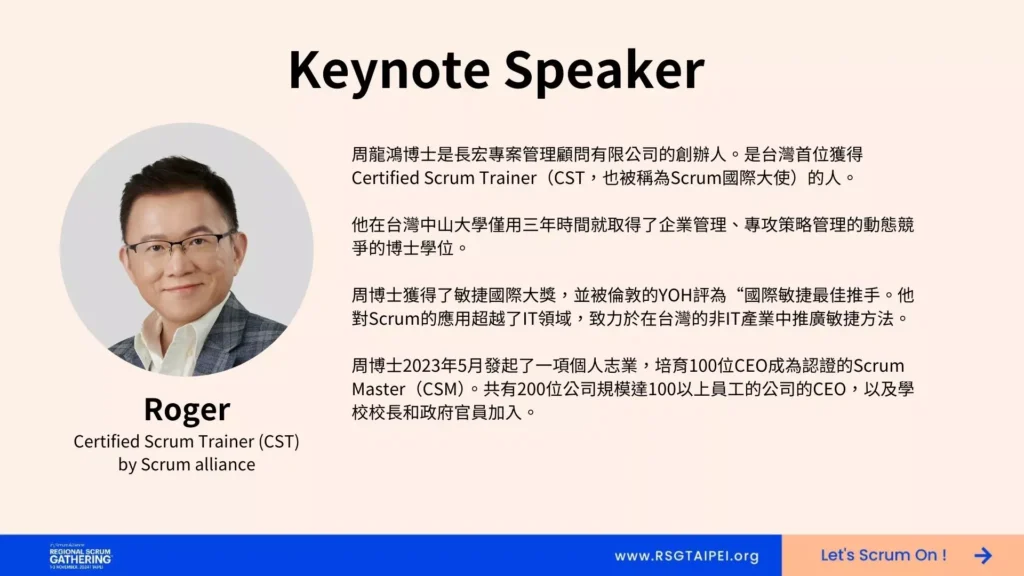 Keynote Speaker
周龍鴻博士是長宏專案管理顧問有限公司的創辦人。是台灣首位獲得
Certified Scrum Trainer（CST，也被稱為Scrum國際大使）的人。
他在台灣中山大學僅用三年時間就取得了企業管理、專攻策略管理的動態競
爭的博士學位。
周博士獲得了敏捷國際大獎，並被倫敦的YOH評為“國際敏捷最佳推手。他
對Scrum的應用超越了IT領域，致力於在台灣的非IT產業中推廣敏捷方法。
周博士2023年5月發起了一項個人志業，培育100位CEO成為認證的Scrum
Master（CSM）。共有200位公司規模達100以上員工的公司的CEO，以及學
校校長和政府官員加入。
Roger
Certified Scrum Trainer (CST)
by Scrum alliance
REGIONAL SCRUM
GATHERING
www.RSGTAIPEI.org
Let's Scrum On !